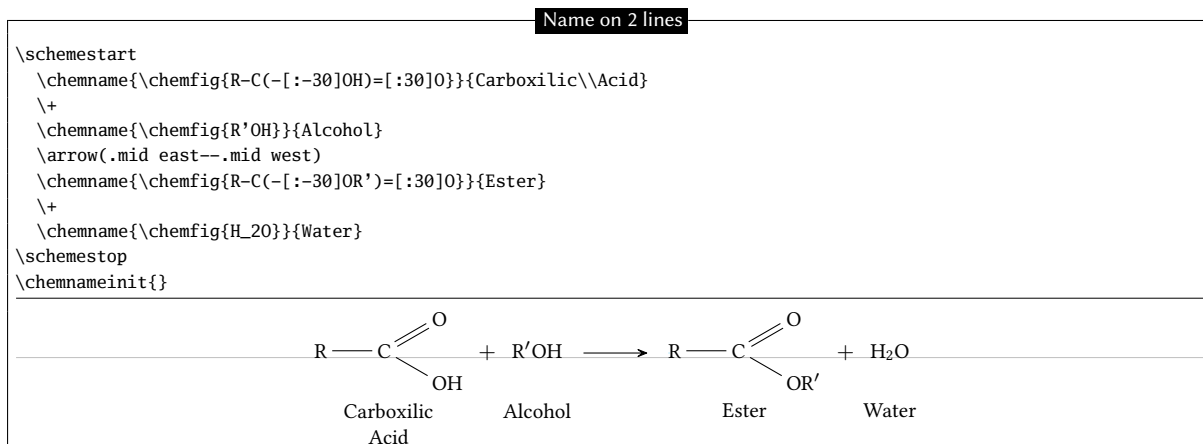 Name on 2 lines
\schemestart
  \chemname{\chemfig{R-C(-[:-30]OH)=[:30]O}}{Carboxilic\\Acid}
  \+
  \chemname{\chemfig{R’OH}}{Alcohol}
  \arrow(.mid east--.mid west)
  \chemname{\chemfig{R-C(-[:-30]OR’)=[:30]O}}{Ester}
  \+
  \chemname{\chemfig{H_2O}}{Water}
\schemestop
\chemnameinit{}
O O
R C + R′OH R C + H₂O
OH OR′
Carboxilic Alcohol Ester Water
Acid